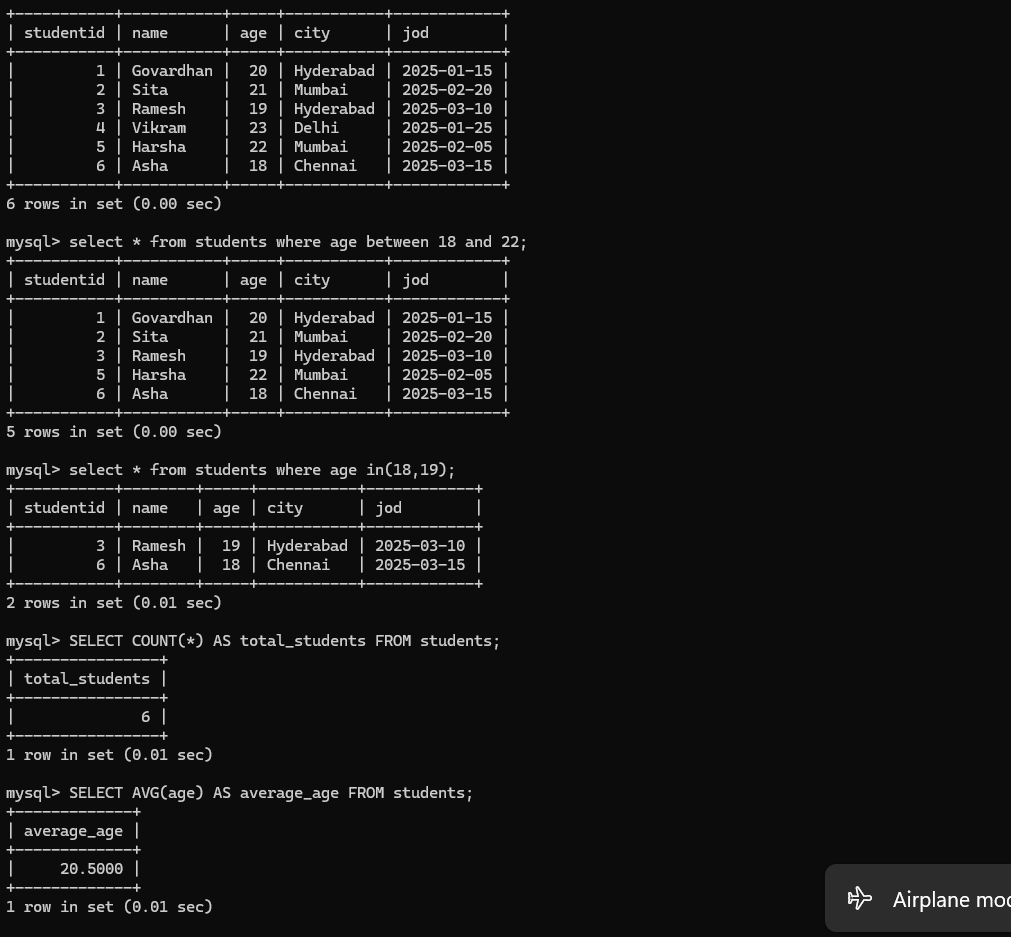 +-----------+-----------+-----+-----------+------------+
| studentid | name      | age | city      | jod        |
+-----------+-----------+-----+-----------+------------+
|         1 | Govardhan |  20 | Hyderabad | 2025-01-15 |
|         2 | Sita      |  21 | Mumbai    | 2025-02-20 |
|         3 | Ramesh    |  19 | Hyderabad | 2025-03-10 |
|         4 | Vikram    |  23 | Delhi     | 2025-01-25 |
|         5 | Harsha    |  22 | Mumbai    | 2025-02-05 |
|         6 | Asha      |  18 | Chennai   | 2025-03-15 |
+-----------+-----------+-----+-----------+------------+
6 rows in set (0.00 sec)

mysql> select * from students where age between 18 and 22;
+-----------+-----------+-----+-----------+------------+
| studentid | name      | age | city      | jod        |
+-----------+-----------+-----+-----------+------------+
|         1 | Govardhan |  20 | Hyderabad | 2025-01-15 |
|         2 | Sita      |  21 | Mumbai    | 2025-02-20 |
|         3 | Ramesh    |  19 | Hyderabad | 2025-03-10 |
|         5 | Harsha    |  22 | Mumbai    | 2025-02-05 |
|         6 | Asha      |  18 | Chennai   | 2025-03-15 |
+-----------+-----------+-----+-----------+------------+
5 rows in set (0.00 sec)

mysql> select * from students where age in(18,19);
+-----------+--------+-----+-----------+------------+
| studentid | name   | age | city      | jod        |
+-----------+--------+-----+-----------+------------+
|         3 | Ramesh |  19 | Hyderabad | 2025-03-10 |
|         6 | Asha   |  18 | Chennai   | 2025-03-15 |
+-----------+--------+-----+-----------+------------+
2 rows in set (0.01 sec)

mysql> SELECT COUNT(*) AS total_students FROM students;
+----------------+
| total_students |
+----------------+
|              6 |
+----------------+
1 row in set (0.01 sec)

mysql> SELECT AVG(age) AS average_age FROM students;
+-------------+
| average_age |
+-------------+
|     20.5000 |
+-------------+
1 row in set (0.01 sec)
Airplane